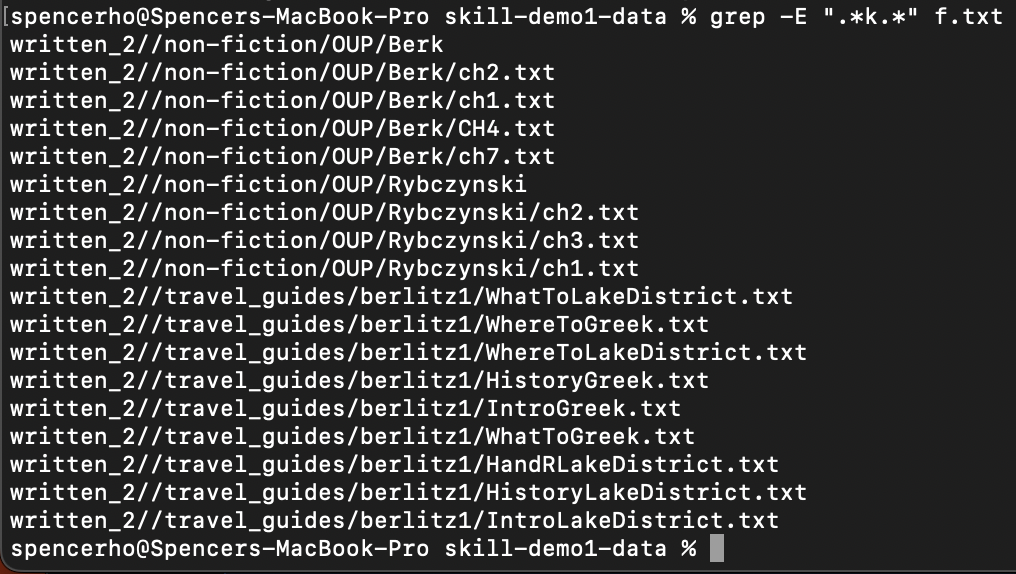 [spencerho@Spencers-MacBook-Pro skill-demo1-data % grep -E ".*k.*" f.txt
written_2//non-fiction/OUP/Berk
written_2//non-fiction/OUP/Berk/ch2.txt
written_2//non-fiction/OUP/Berk/ch1.txt
written_2//non-fiction/OUP/Berk/CH4.txt
written_2//non-fiction/OUP/Berk/ch7.txt
written_2//non-fiction/OUP/Rybczynski
written_2//non-fiction/OUP/Rybczynski/ch2.txt
written_2//non-fiction/OUP/Rybczynski/ch3.txt
written_2//non-fiction/OUP/Rybczynski/ch1.txt
written_2//travel_guides/berlitz1/WhatToLakeDistrict.txt
written_2//travel_guides/berlitz1/WhereToGreek.txt
written_2//travel_guides/berlitz1/WhereToLakeDistrict.txt
written_2//travel_guides/berlitz1/HistoryGreek.txt
written_2//travel_guides/berlitz1/IntroGreek.txt
written_2//travel_guides/berlitz1/WhatToGreek.txt
written_2//travel_guides/berlitz1/HandRLakeDistrict.txt
written_2//travel_guides/berlitz1/HistoryLakeDistrict.txt
written_2//travel_guides/berlitz1/IntroLakeDistrict.txt
spencerho@Spencers-MacBook-Pro skill-demo1-data %